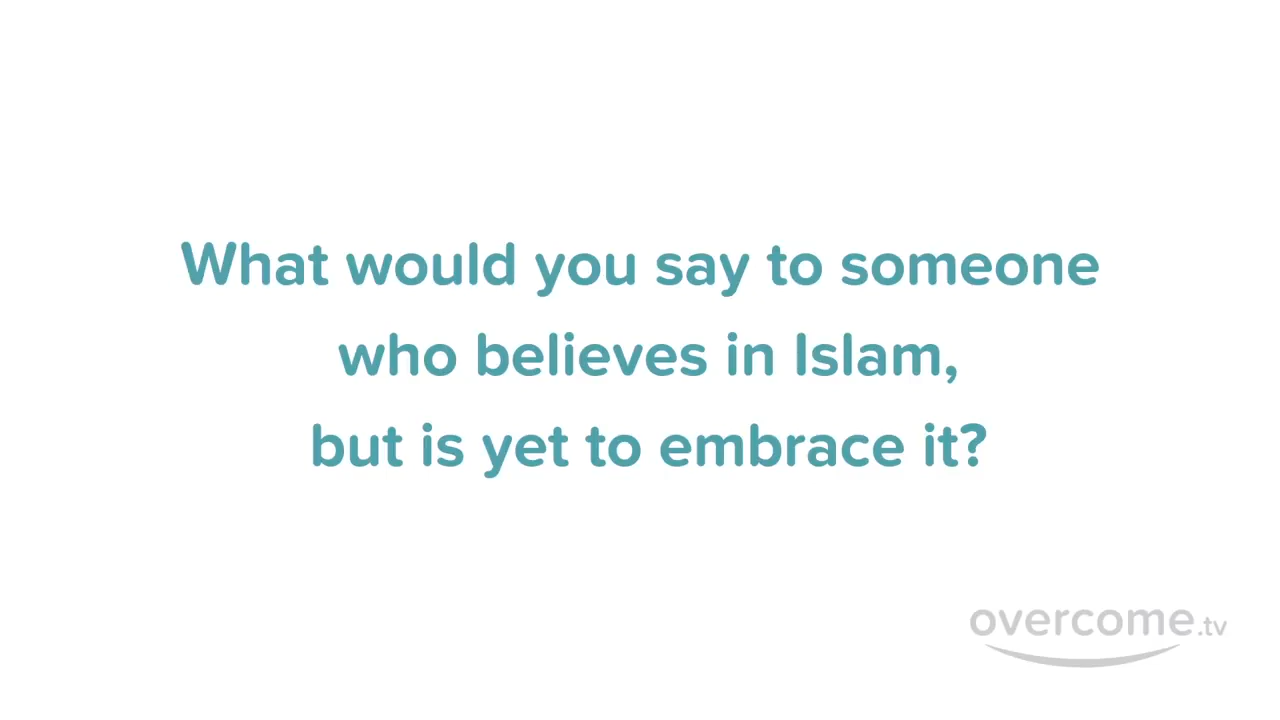 What would you say to someone
who believes in Islam,
but is yet to embrace it?
overcome.tv